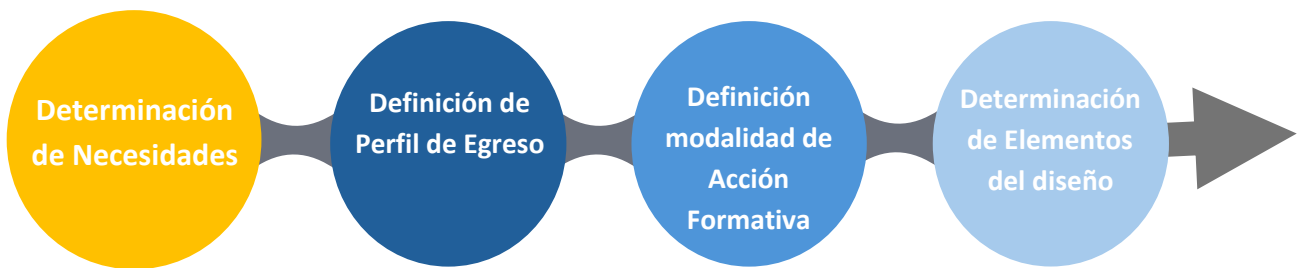 Determinación
de Necesidades
Definición de
Perfil de Egreso
Definición
modalidad de
Acción
Formativa
Determinación
de Elementos
del diseño